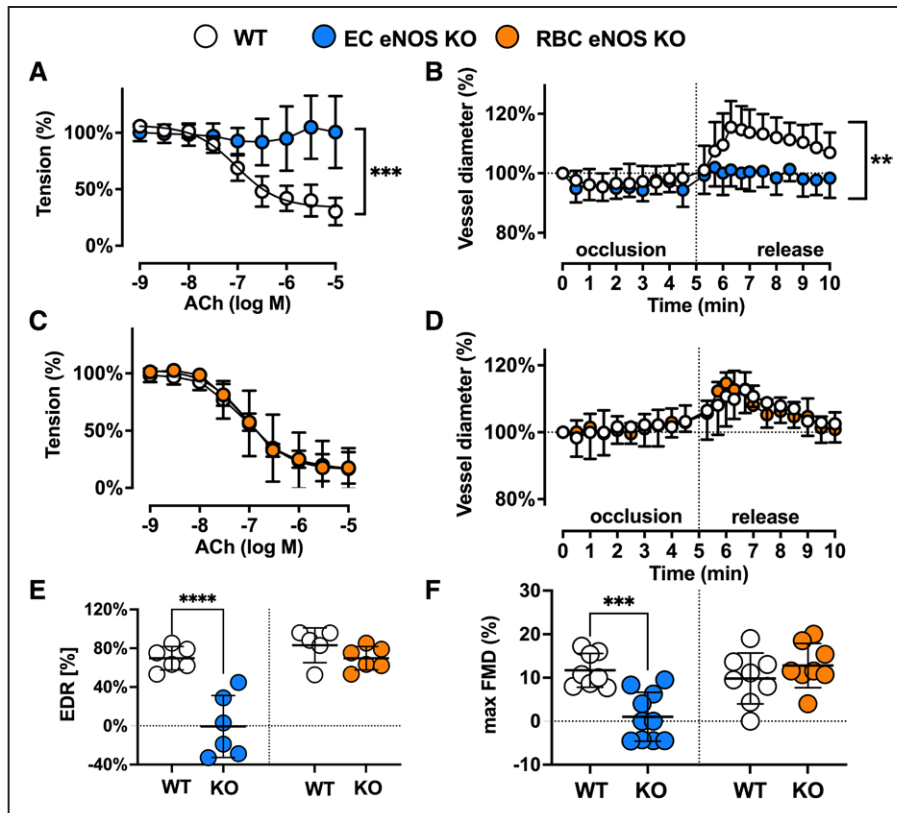 WT EC eNOS KO RBC eNOS KO
A
Tension (%)
100%
50%
0%
***
-9 -8 -7 -6 -5
ACh (log M)
B
Vessel diameter (%)
120%
100%
80%
**
occlusion release
0 1 2 3 4 5 6 7 8 9 10
Time (min)
C
Tension (%)
100%
50%
0%
-9 -8 -7 -6 -5
ACh (log M)
D
Vessel diameter (%)
120%
100%
80%
occlusion release
0 1 2 3 4 5 6 7 8 9 10
Time (min)
E
EDR [%]
120%
80%
40%
0%
-40%
****
WT KO WT KO
F
max FMD (%)
30
20
10
0
-10
***
WT KO WT KO